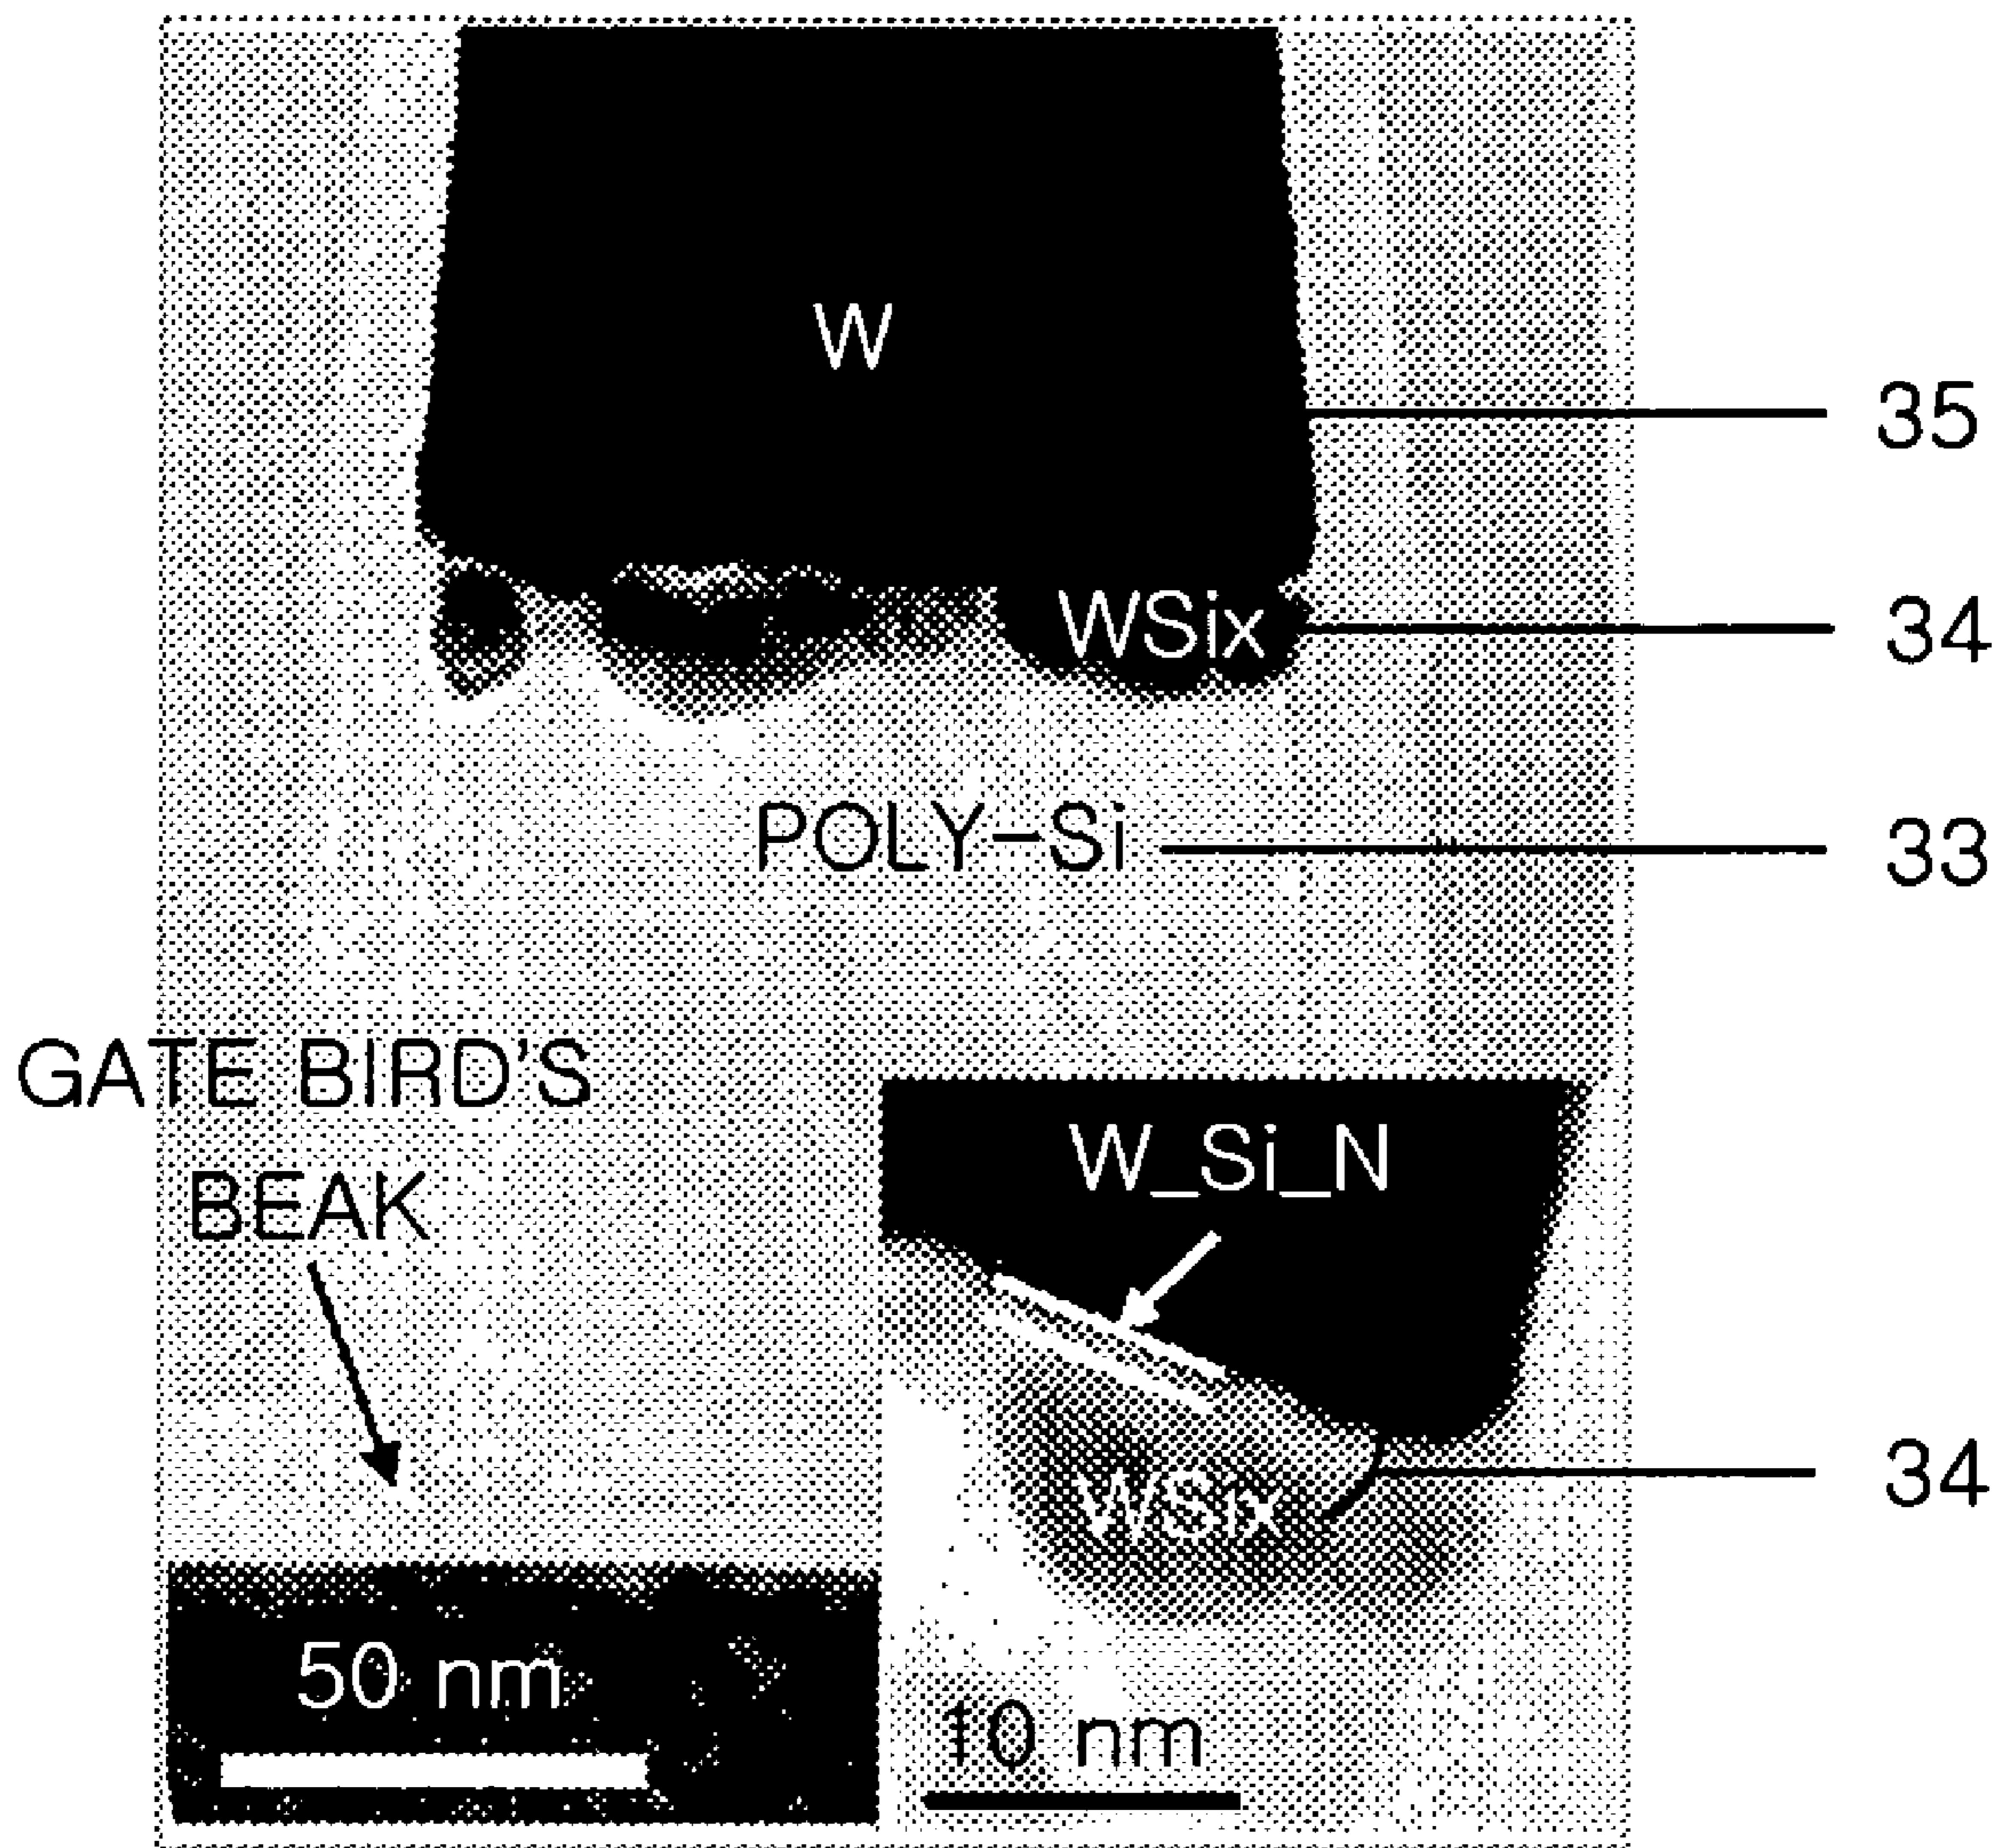 W
35
WSix
34
POLY-Si
33
GATE BIRD'S
BEAK
W_Si_N
WSix
34
50 nm
10 nm